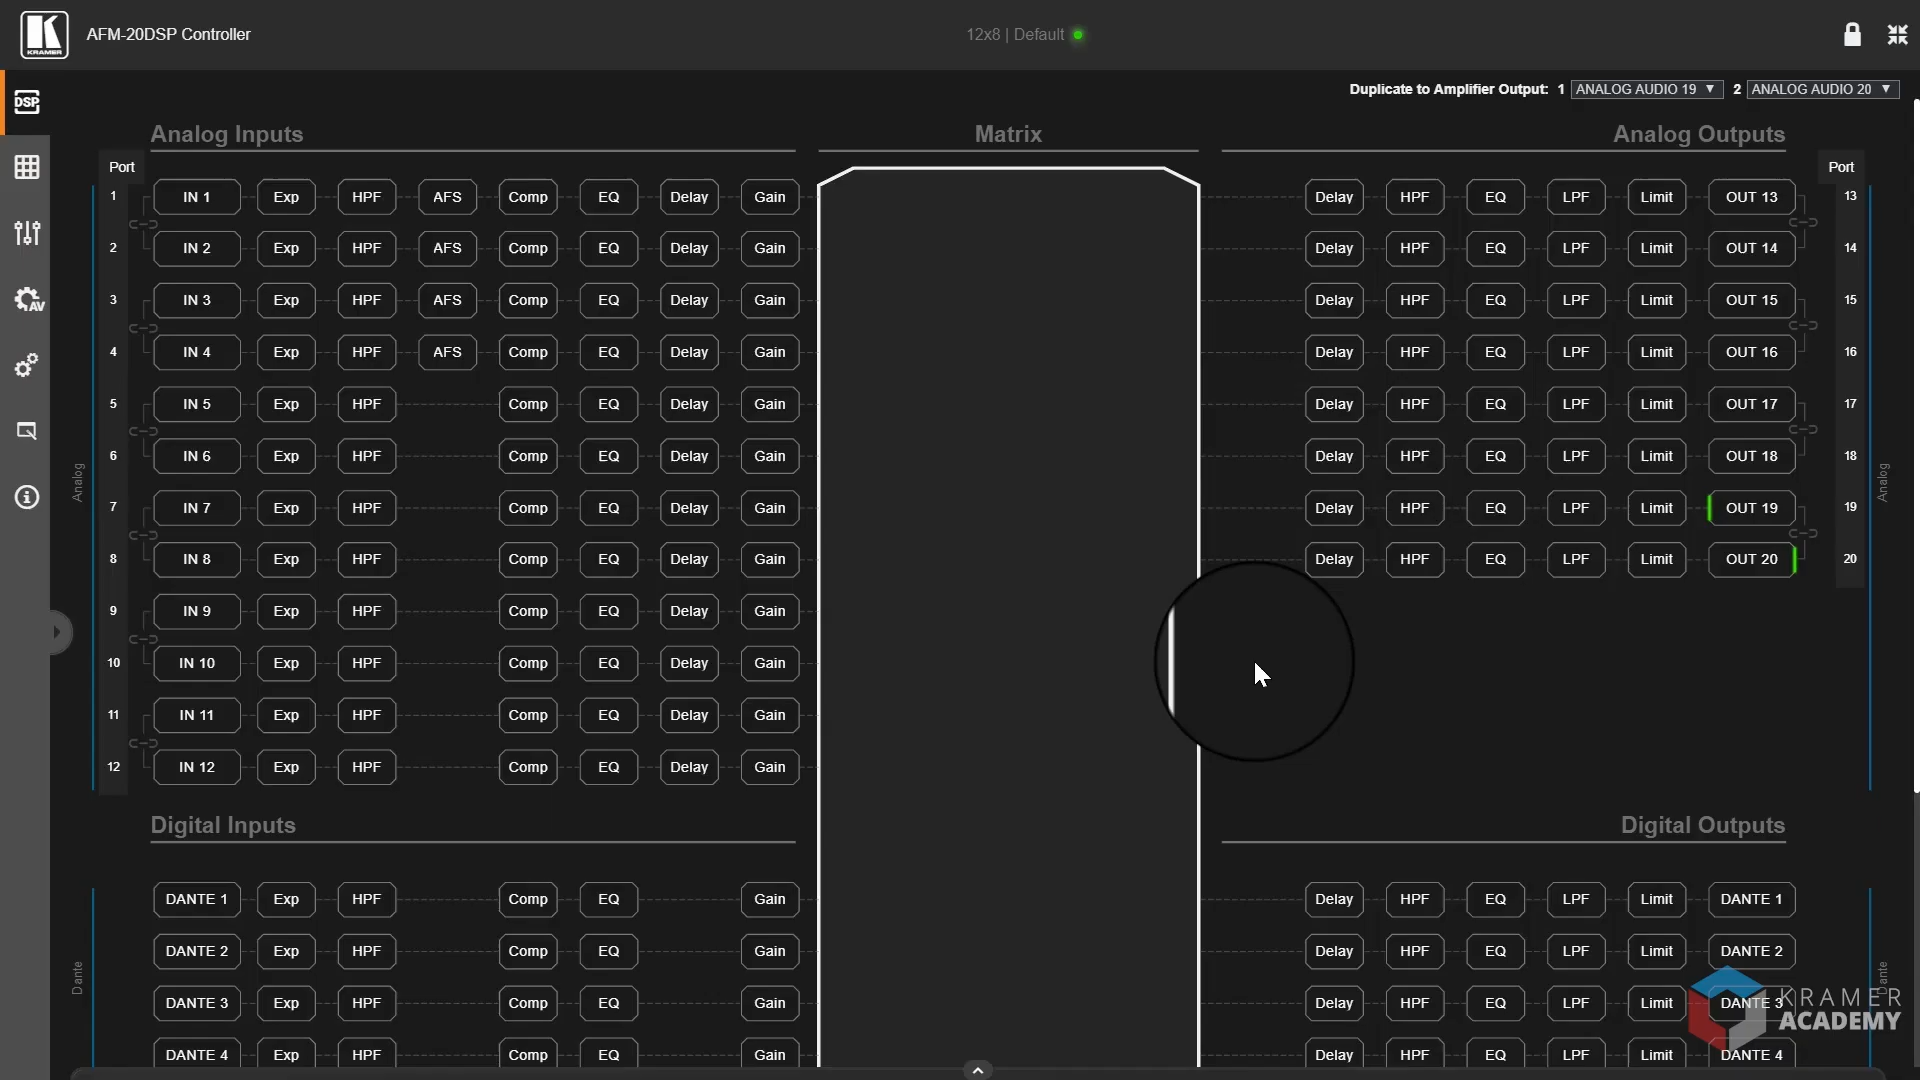 KRAMER
AFM-20DSP Controller
12x8 | Default
DSP
Duplicate to Amplifier Output: 1 ANALOG AUDIO 19 ▼ 2 ANALOG AUDIO 20 ▼
Analog Inputs Matrix Analog Outputs
Port Port
1 IN 1 Exp HPF AFS Comp EQ Delay Gain Delay HPF EQ LPF Limit OUT 13 13
2 IN 2 Exp HPF AFS Comp EQ Delay Gain Delay HPF EQ LPF Limit OUT 14 14
AV
3 IN 3 Exp HPF AFS Comp EQ Delay Gain Delay HPF EQ LPF Limit OUT 15 15
4 IN 4 Exp HPF AFS Comp EQ Delay Gain Delay HPF EQ LPF Limit OUT 16 16
5 IN 5 Exp HPF Comp EQ Delay Gain Delay HPF EQ LPF Limit OUT 17 17
6 IN 6 Exp HPF Comp EQ Delay Gain Delay HPF EQ LPF Limit OUT 18 18
Analog Analog
7 IN 7 Exp HPF Comp EQ Delay Gain Delay HPF EQ LPF Limit OUT 19 19
8 IN 8 Exp HPF Comp EQ Delay Gain Delay HPF EQ LPF Limit OUT 20 20
9 IN 9 Exp HPF Comp EQ Delay Gain
10 IN 10 Exp HPF Comp EQ Delay Gain
11 IN 11 Exp HPF Comp EQ Delay Gain
12 IN 12 Exp HPF Comp EQ Delay Gain
Digital Inputs Digital Outputs
DANTE 1 Exp HPF Comp EQ Gain Delay HPF EQ LPF Limit DANTE 1
DANTE 2 Exp HPF Comp EQ Gain Delay HPF EQ LPF Limit DANTE 2
Dante Dante
DANTE 3 Exp HPF Comp EQ Gain Delay HPF EQ LPF Limit DANTE 3
DANTE 4 Exp HPF Comp EQ Gain Delay HPF EQ LPF Limit DANTE 4
KRAMER
ACADEMY